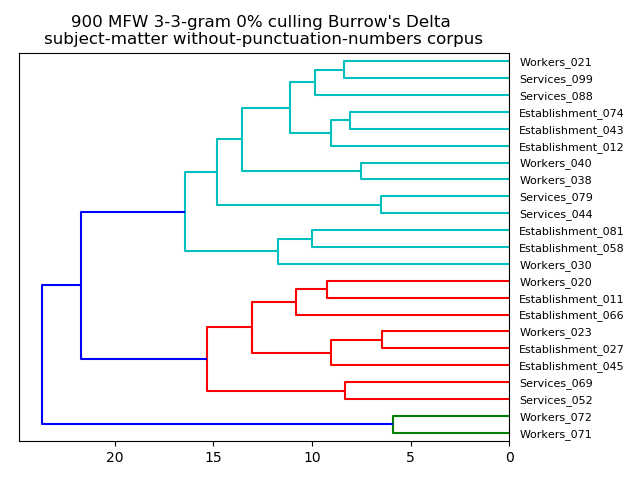 900 MFW 3-3-gram 0% culling Burrow's Delta
subject-matter without-punctuation-numbers corpus
Workers_021
Services_099
Services_088
Establishment_074
Establishment_043
Establishment_012
Workers_040
Workers_038
Services_079
Services_044
Establishment_081
Establishment_058
Workers_030
Workers_020
Establishment_011
Establishment_066
Workers_023
Establishment_027
Establishment_045
Services_069
Services_052
Workers_072
Workers_071
20 15 10 5 0